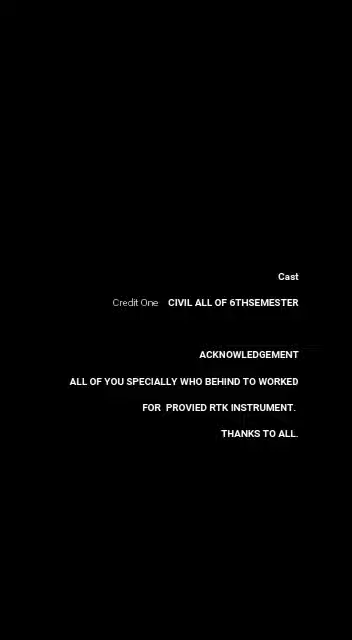 Cast
Credit One CIVIL ALL OF 6THSEMESTER
ACKNOWLEDGEMENT
ALL OF YOU SPECIALLY WHO BEHIND TO WORKED
FOR PROVIED RTK INSTRUMENT.
THANKS TO ALL.